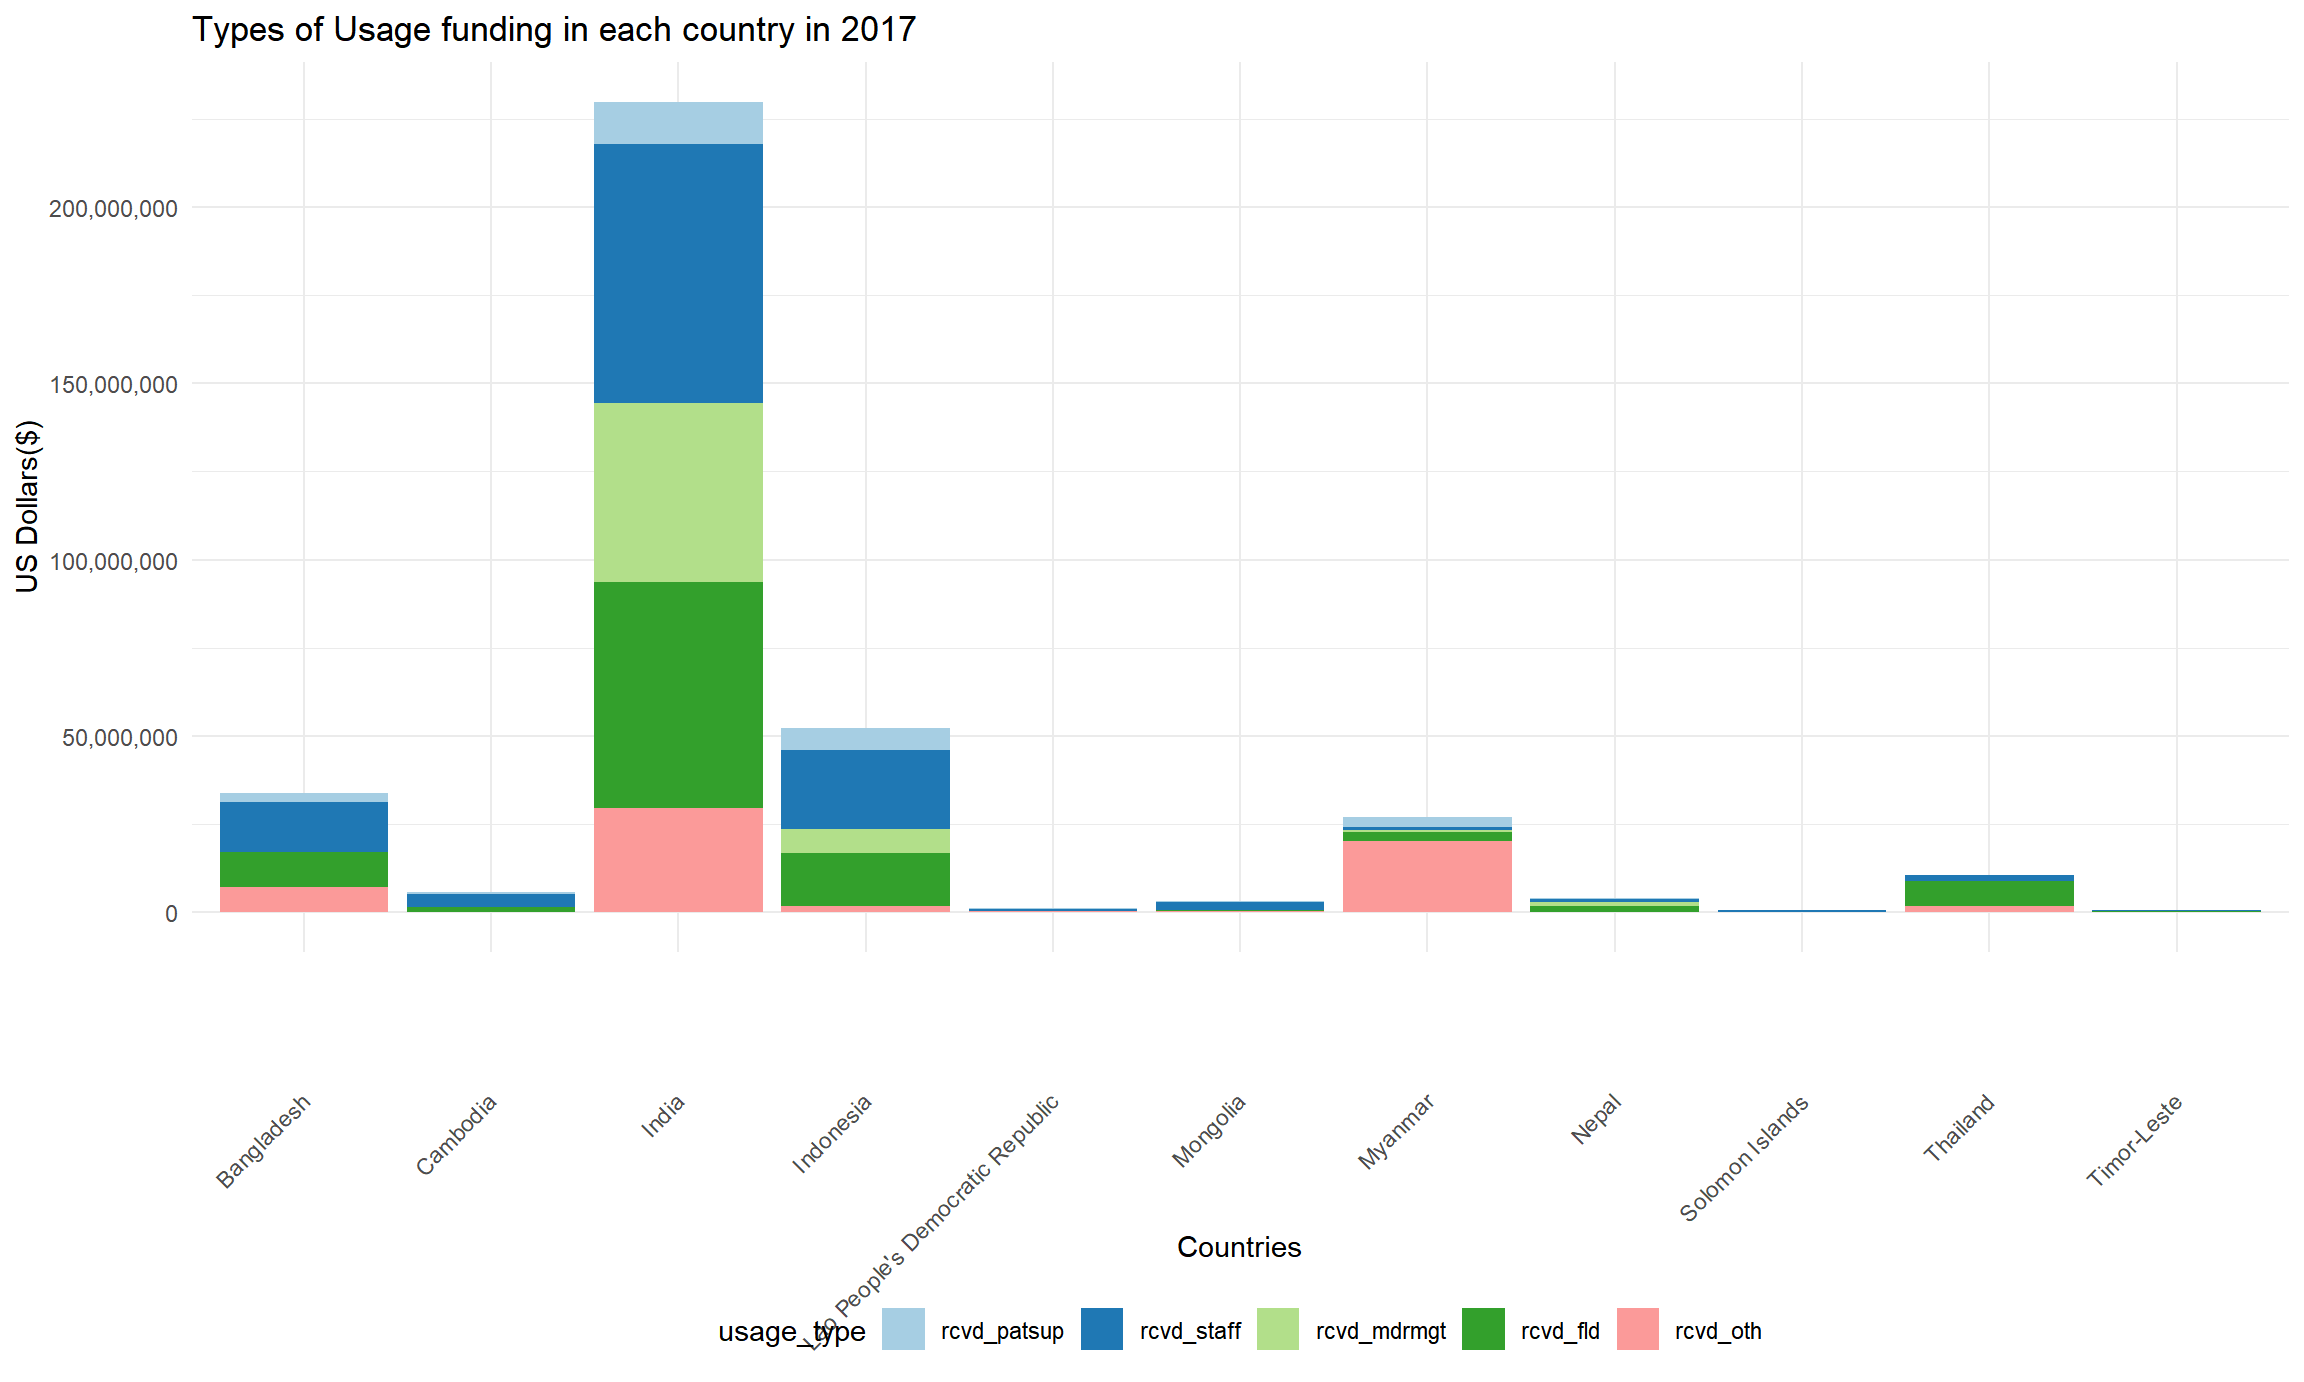 Types of Usage funding in each country in 2017
US Dollars($)
200,000,000
150,000,000
100,000,000
50,000,000
0
Bangladesh
Cambodia
India
Indonesia
Lao People's Democratic Republic
Mongolia
Myanmar
Nepal
Solomon Islands
Thailand
Timor-Leste
Countries
usage_type rcvd_patsup rcvd_staff rcvd_mdrmgt rcvd_fld rcvd_oth